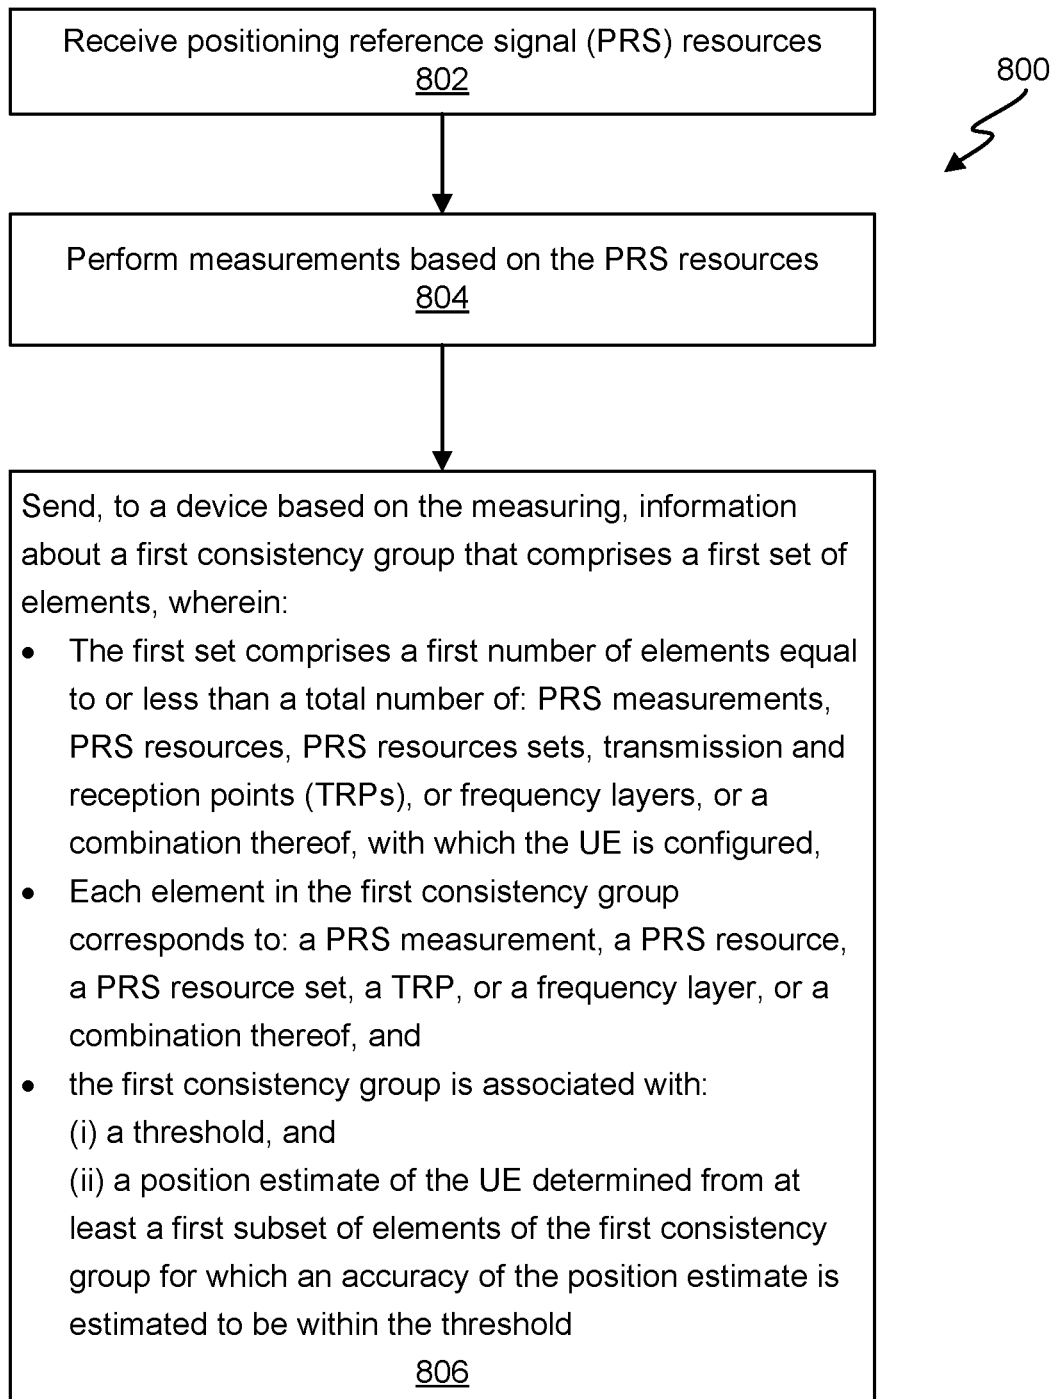 Receive positioning reference signal (PRS) resources
802
800
Perform measurements based on the PRS resources
804
Send, to a device based on the measuring, information
about a first consistency group that comprises a first set of
elements, wherein:
• The first set comprises a first number of elements equal
to or less than a total number of: PRS measurements,
PRS resources, PRS resources sets, transmission and
reception points (TRPs), or frequency layers, or a
combination thereof, with which the UE is configured,
• Each element in the first consistency group
corresponds to: a PRS measurement, a PRS resource,
a PRS resource set, a TRP, or a frequency layer, or a
combination thereof, and
• the first consistency group is associated with:
(i) a threshold, and
(ii) a position estimate of the UE determined from at
least a first subset of elements of the first consistency
group for which an accuracy of the position estimate is
estimated to be within the threshold
806